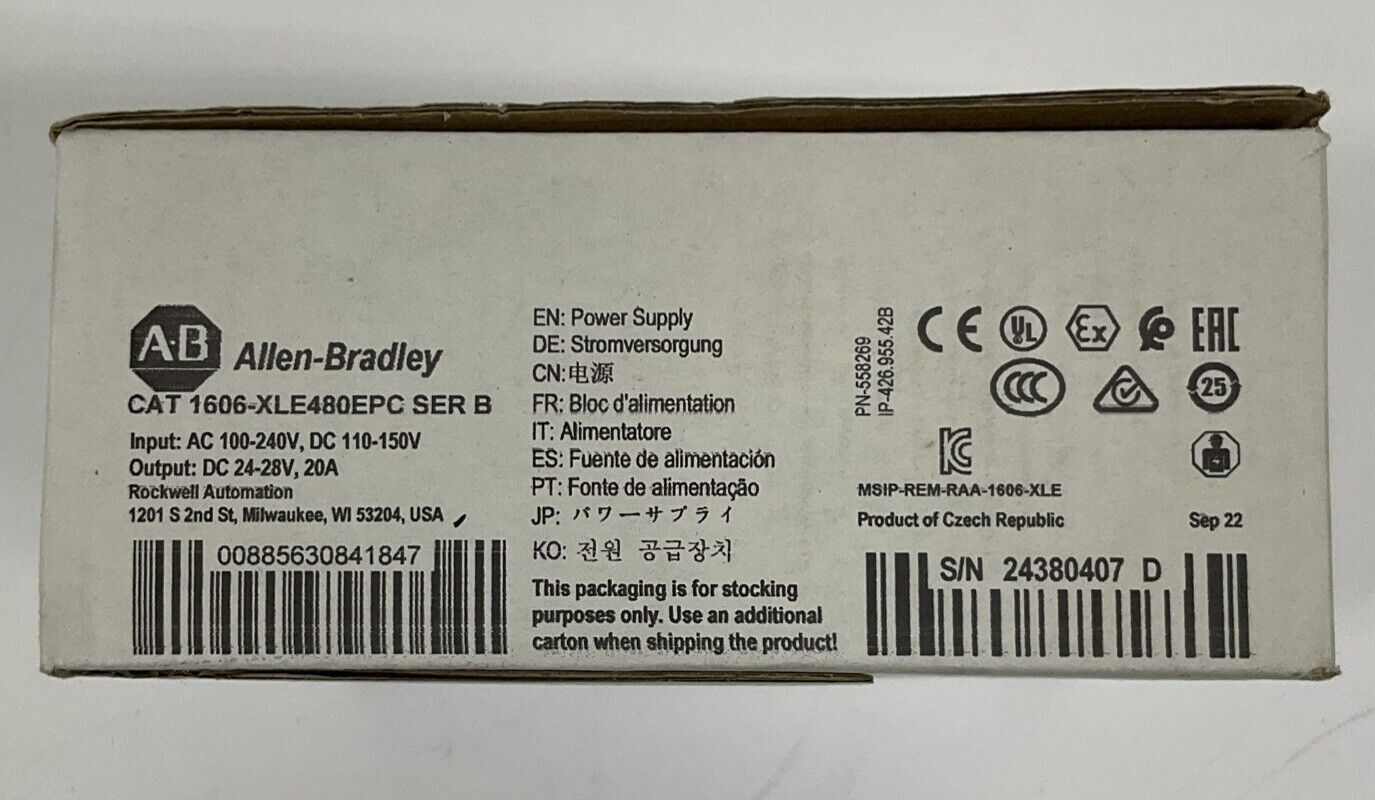 A-B
Allen-Bradley
CAT 1606-XLE480EPC SER B
Input: AC 100-240V, DC 110-150V
Output: DC 24-28V, 20A
Rockwell Automation
1201 S 2nd St, Milwaukee, WI 53204, USA
00885630841847
EN: Power Supply
DE: Stromversorgung
CN:电源
FR: Bloc d'alimentation
IT: Alimentatore
ES: Fuente de alimentación
PT: Fonte de alimentação
JP: パワーサプライ
KO: 전원 공급장치
This packaging is for stocking
purposes only. Use an additional
carton when shipping the product!
PN-558269
IP-426.955.42B
CE UL Ex EAC
CCC 25
MSIP-REM-RAA-1606-XLE
Product of Czech Republic
Sep 22
S/N 24380407 D